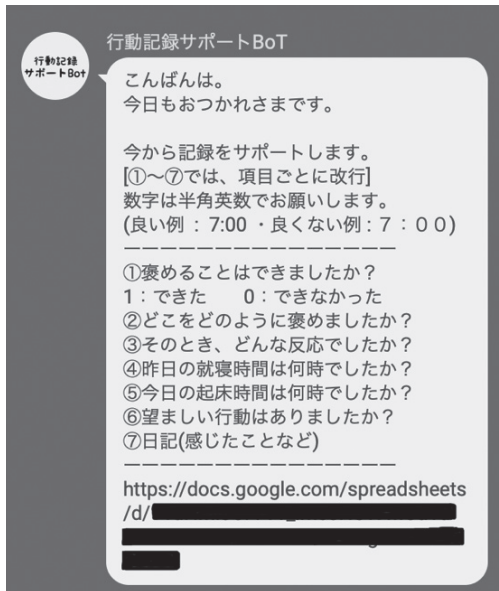 行動記録サポートBoT
行動記録
サポートBot
こんばんは。
今日もおつかれさまです。
今から記録をサポートします。
[①〜⑦では、項目ごとに改行]
数字は半角英数でお願いします。
(良い例 : 7:00 ・良くない例:７：００)
ーーーーーーーーーーーーーーー
①褒めることはできましたか？
1：できた　　0：できなかった
②どこをどのように褒めましたか？
③そのとき、どんな反応でしたか？
④昨日の就寝時間は何時でしたか？
⑤今日の起床時間は何時でしたか？
⑥望ましい行動はありましたか？
⑦日記(感じたことなど)
ーーーーーーーーーーーーーーー
https://docs.google.com/spreadsheets
/d/